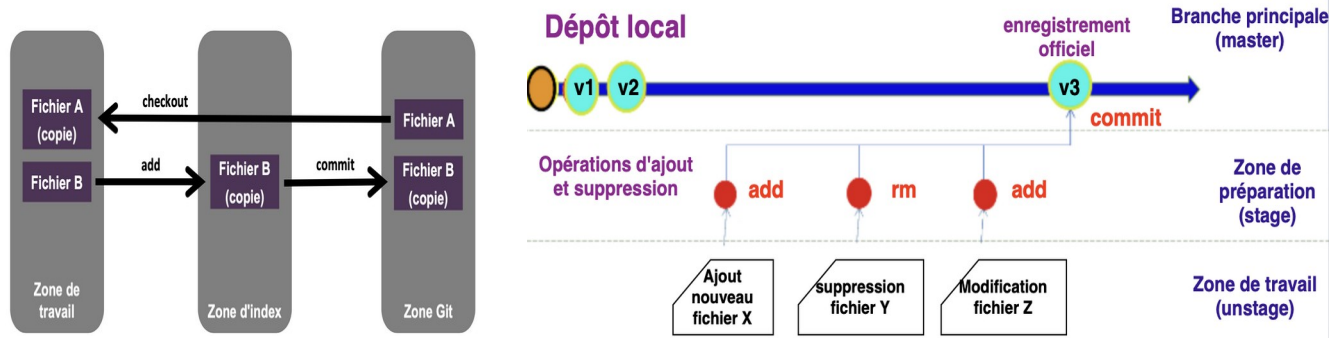 Fichier A
(copie)
Fichier B
Zone de
travail
checkout
add
Fichier B
(copie)
Zone d'index
commit
Fichier A
Fichier B
(copie)
Zone Git
Dépôt local
enregistrement
officiel
Branche principale
(master)
v1
v2
v3
commit
Opérations d'ajout
et suppression
add
rm
add
Zone de
préparation
(stage)
Ajout
nouveau
fichier X
suppression
fichier Y
Modification
fichier Z
Zone de travail
(unstage)